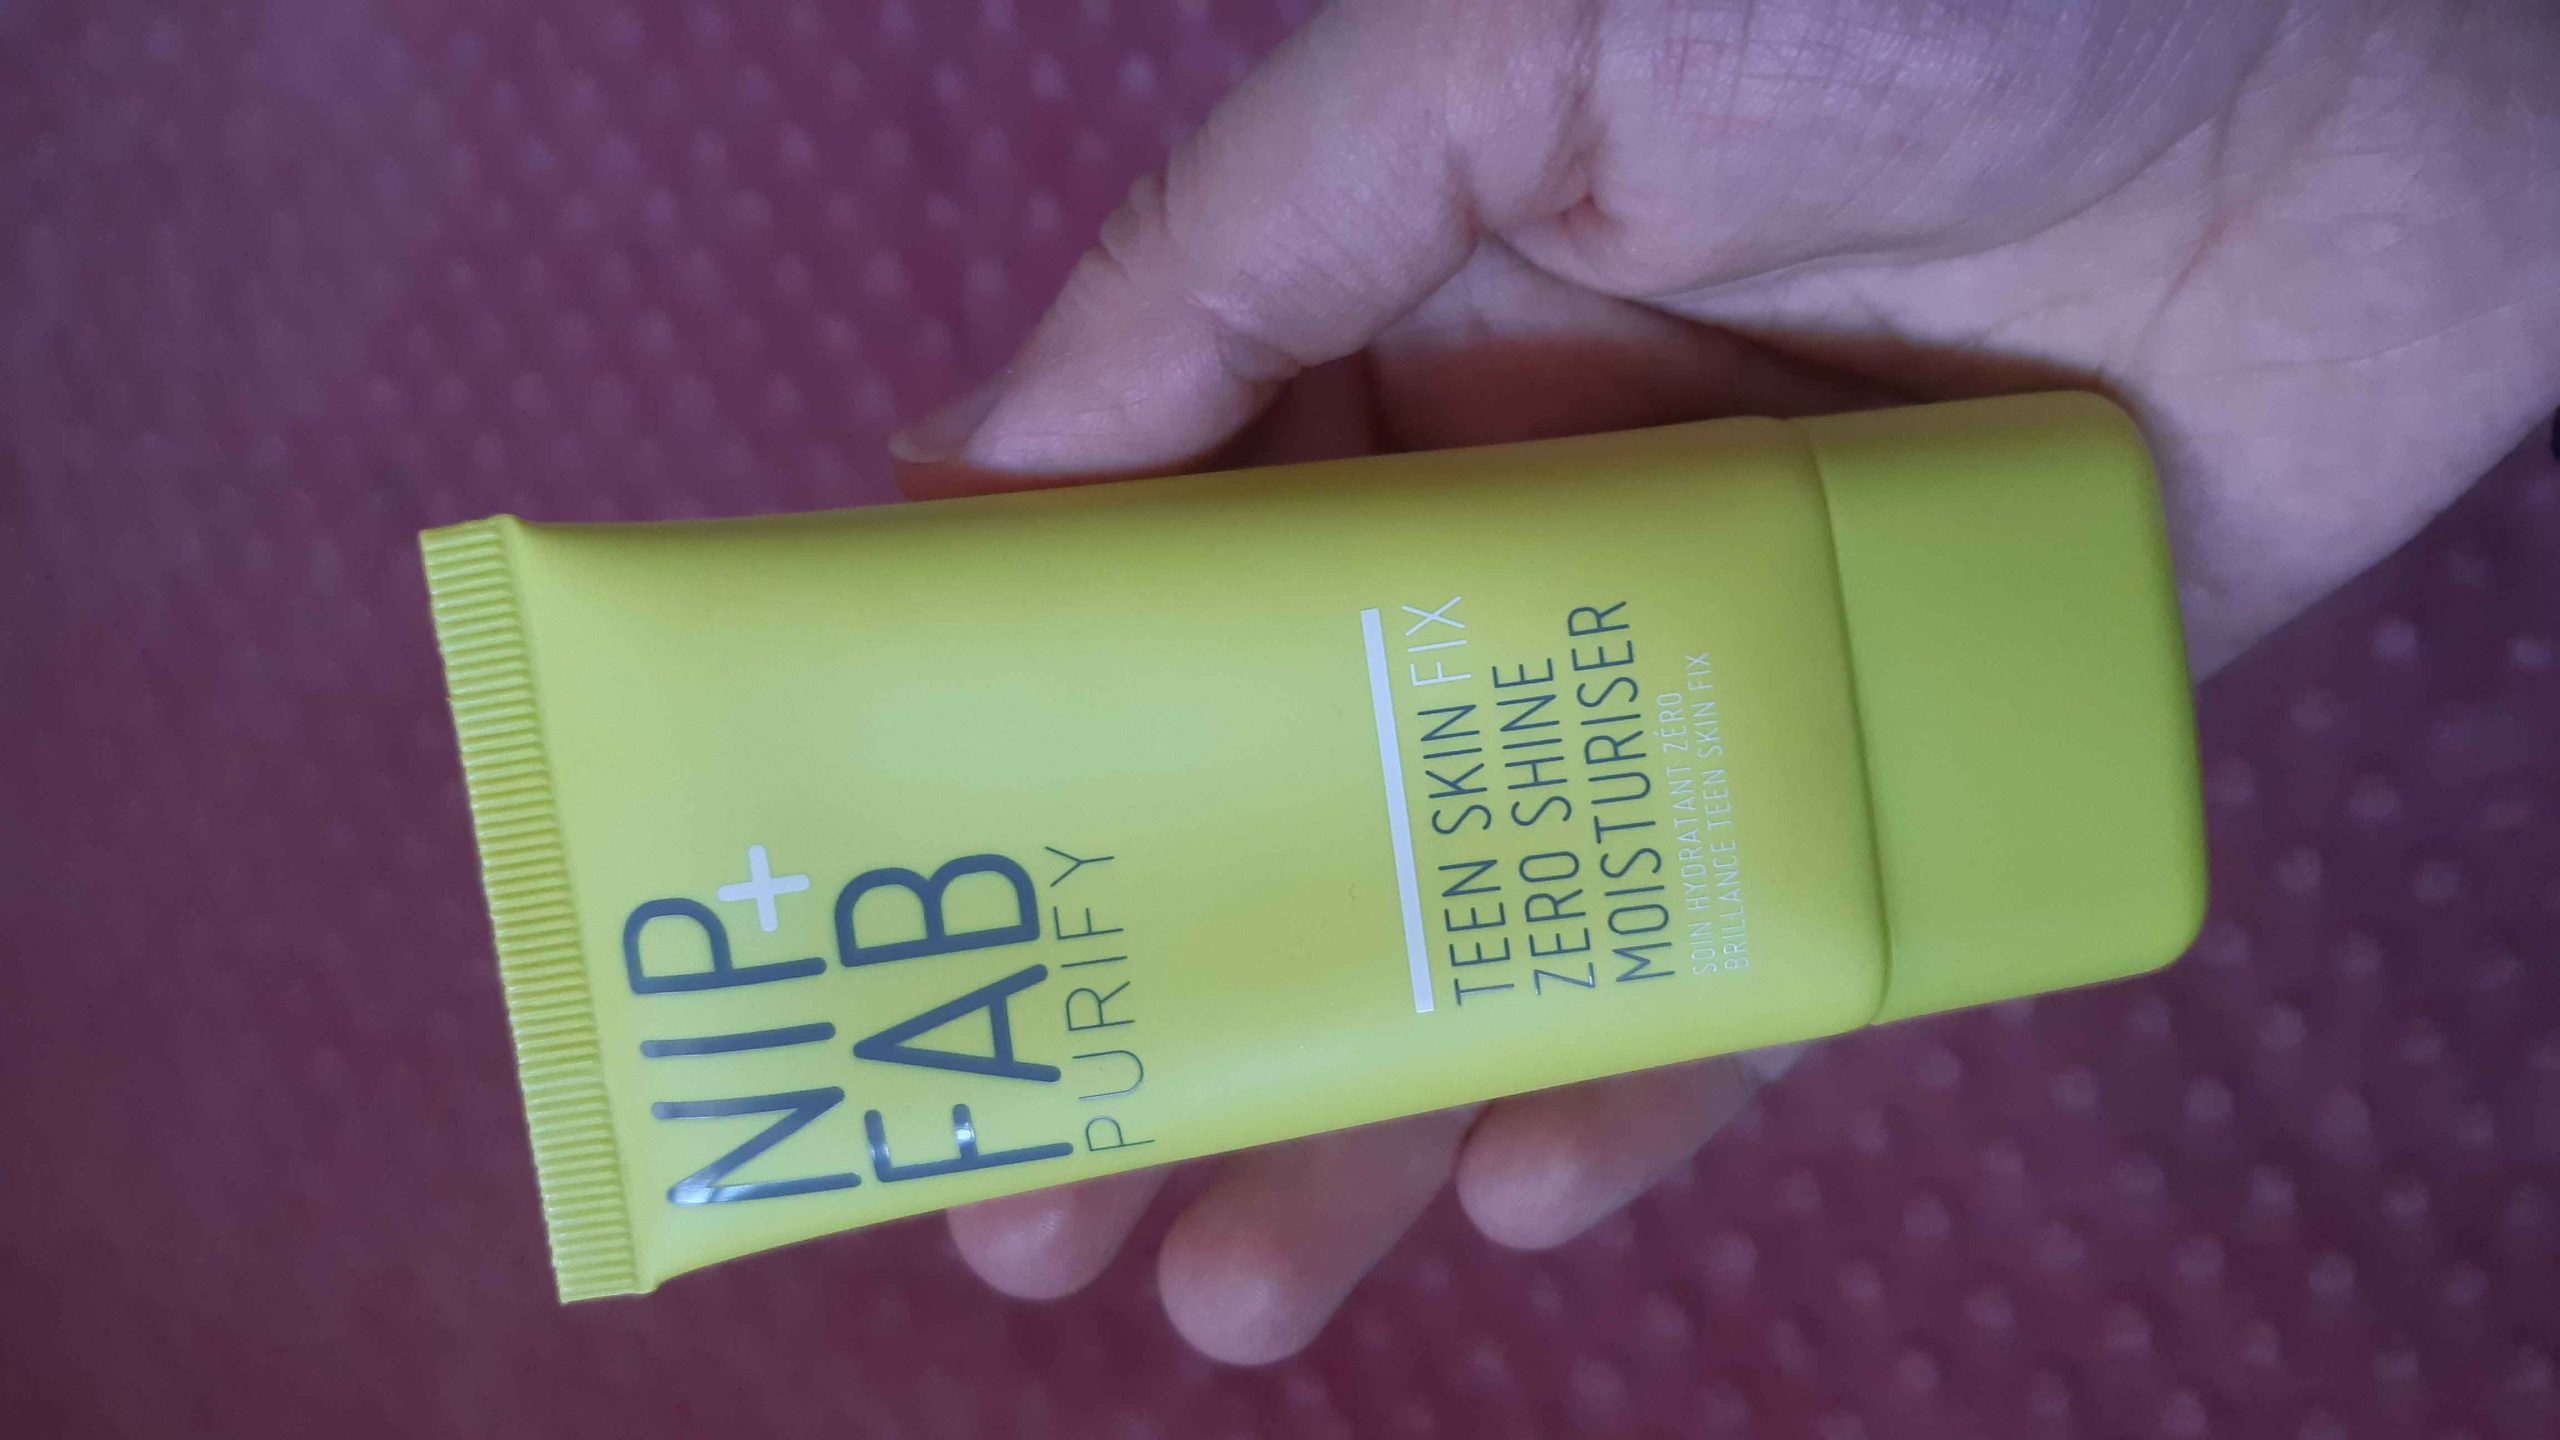 NIP+
FAB
PURIFY
TEEN SKIN FIX
ZERO SHINE
MOISTURISER
SOIN HYDRATANT ZÉRO
BRILLANCE TEEN SKIN FIX